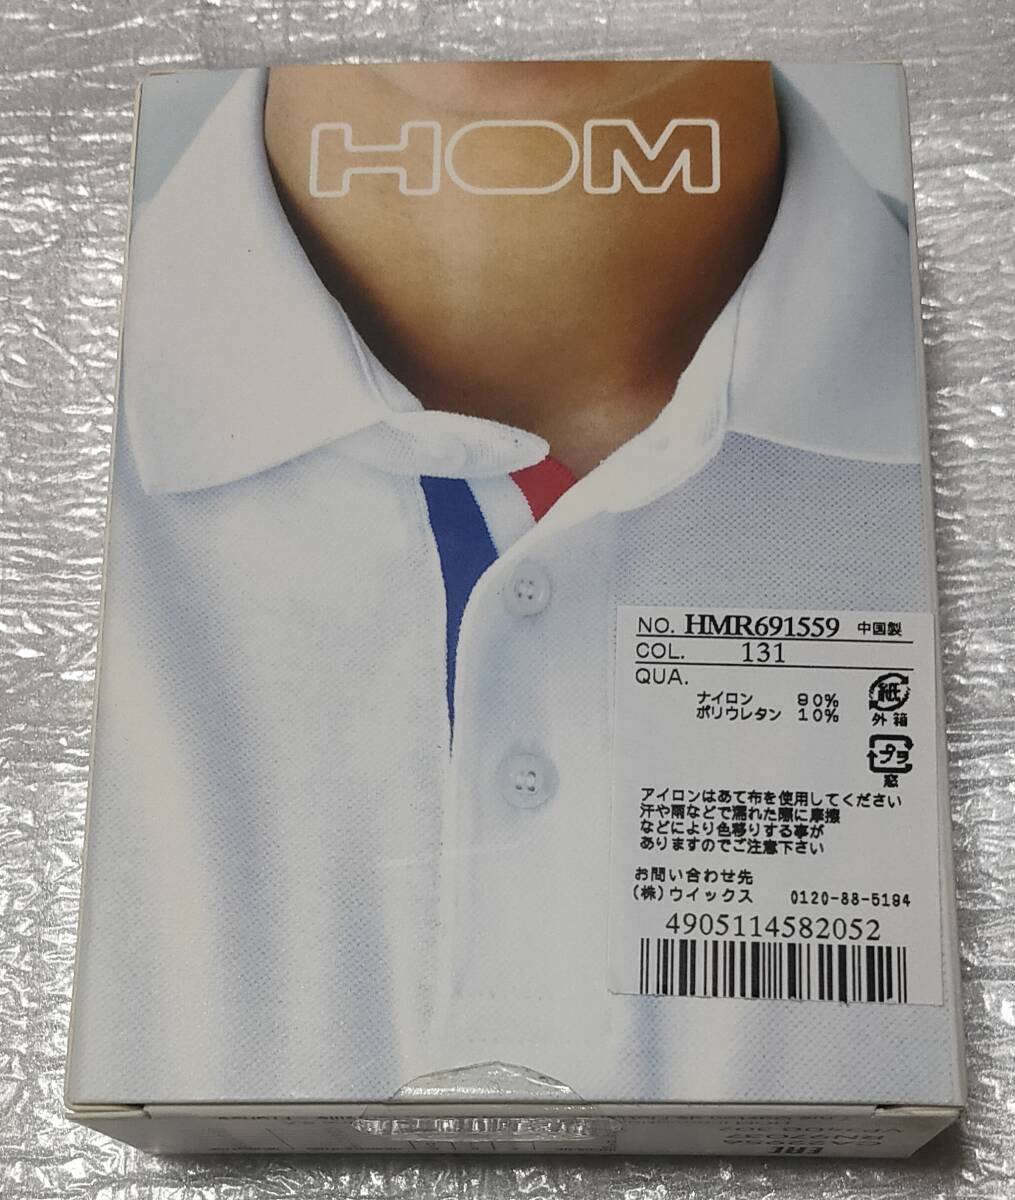 HOM
NO. HMR691559 中国製
COL. 131
QUA.
ナイロン 90%
ポリウレタン 10%
紙
外箱
プラ
窓
アイロンはあて布を使用してください
汗や雨などで濡れた際に摩擦
などにより色移りする事が
ありますのでご注意下さい
お問い合わせ先
(株)ウイックス 0120-88-5194
4905114582052